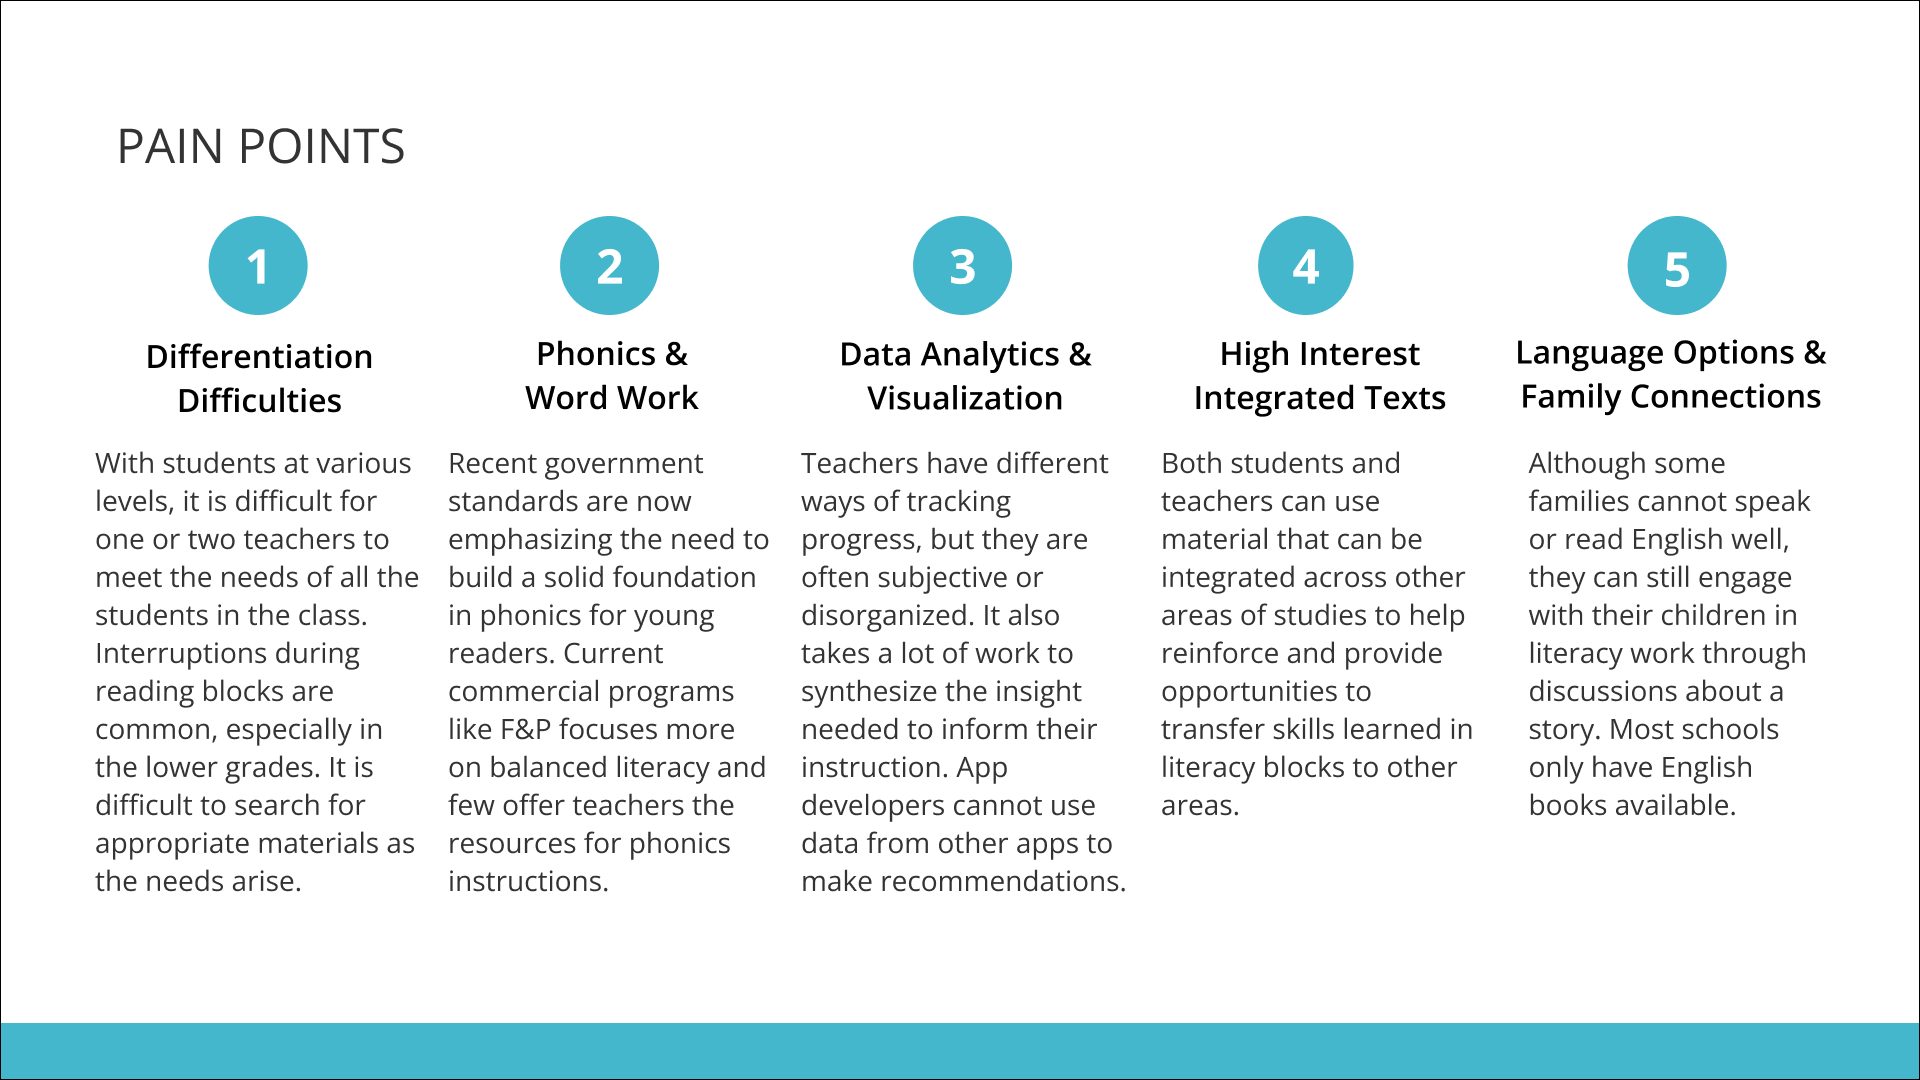 PAIN POINTS
1
Differentiation
Difficulties
With students at various
levels, it is difficult for
one or two teachers to
meet the needs of all the
students in the class.
Interruptions during
reading blocks are
common, especially in
the lower grades. It is
difficult to search for
appropriate materials as
the needs arise.
2
Phonics &
Word Work
Recent government
standards are now
emphasizing the need to
build a solid foundation
in phonics for young
readers. Current
commercial programs
like F&P focuses more
on balanced literacy and
few offer teachers the
resources for phonics
instructions.
3
Data Analytics &
Visualization
Teachers have different
ways of tracking
progress, but they are
often subjective or
disorganized. It also
takes a lot of work to
synthesize the insight
needed to inform their
instruction. App
developers cannot use
data from other apps to
make recommendations.
4
High Interest
Integrated Texts
Both students and
teachers can use
material that can be
integrated across other
areas of studies to help
reinforce and provide
opportunities to
transfer skills learned in
literacy blocks to other
areas.
5
Language Options &
Family Connections
Although some
families cannot speak
or read English well,
they can still engage
with their children in
literacy work through
discussions about a
story. Most schools
only have English
books available.